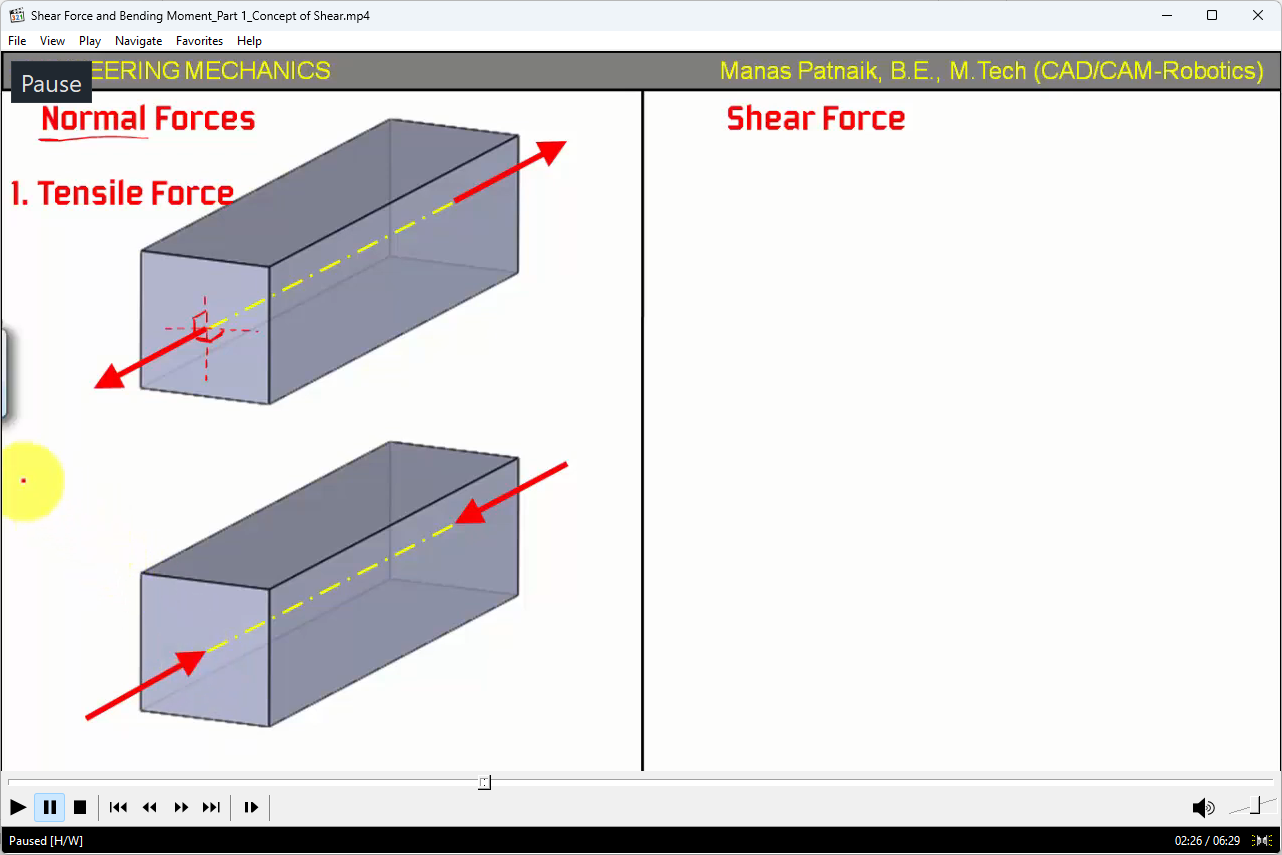 Shear Force and Bending Moment_Part 1_Concept of Shear.mp4
File View Play Navigate Favorites Help
Pause
EERING MECHANICS
Manas Patnaik, B.E., M.Tech (CAD/CAM-Robotics)
Normal Forces
Shear Force
1. Tensile Force
Paused [H/W]
02:26 / 06:29